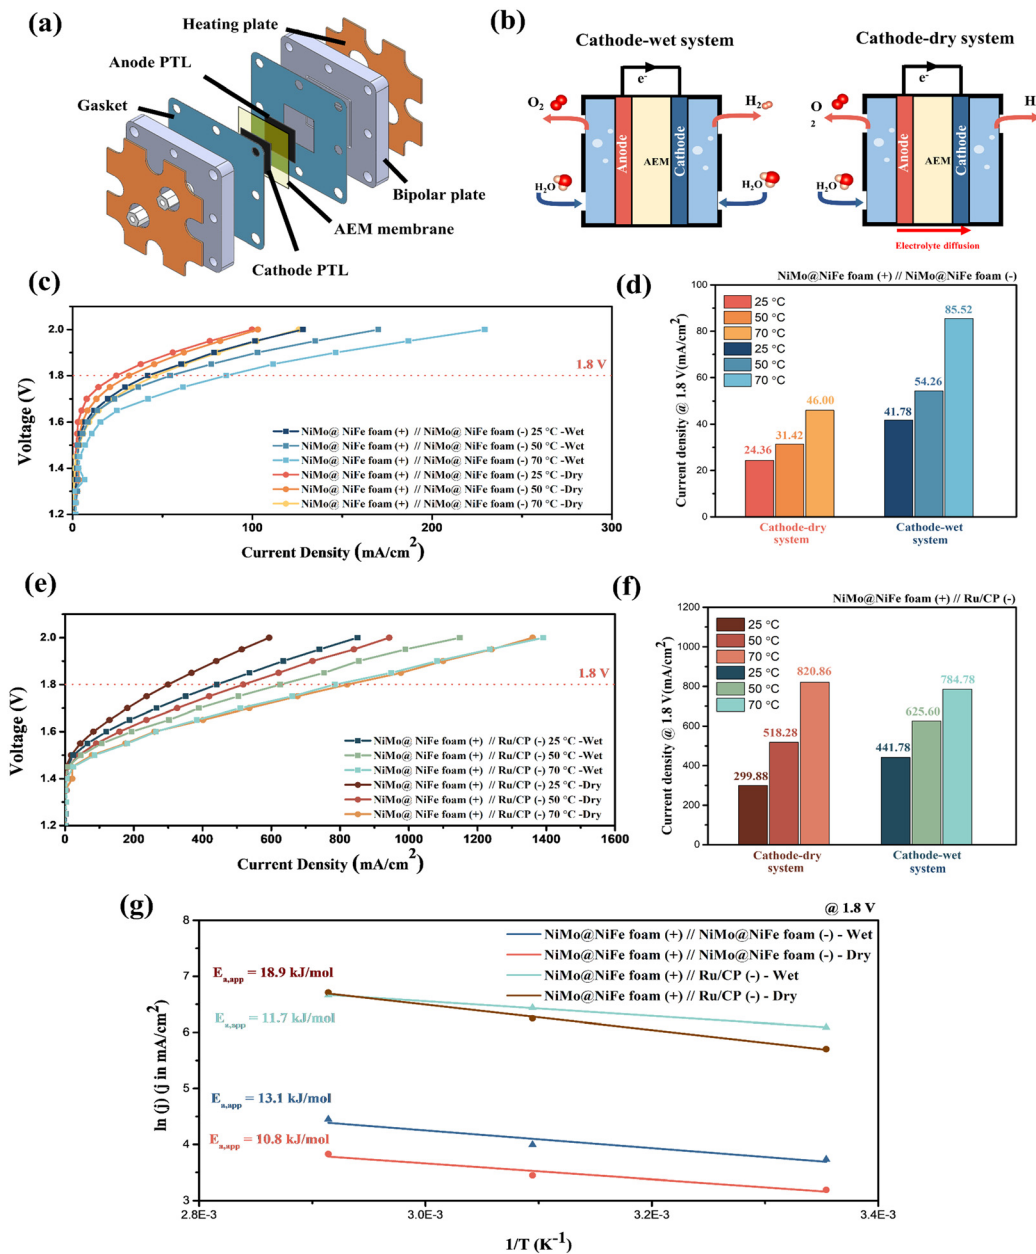 (a)
Heating plate
Anode PTL
Gasket
Bipolar plate
AEM membrane
Cathode PTL
(b)
Cathode-wet system
e-
O2
H2
Anode
AEM
Cathode
H2O
H2O
Cathode-dry system
e-
O
2
H
Anode
AEM
Cathode
H2O
Electrolyte diffusion
(c)
Voltage (V)
2.0
1.8
1.6
1.4
1.2
1.8 V
NiMo@ NiFe foam (+) // NiMo@ NiFe foam (-) 25 °C -Wet
NiMo@ NiFe foam (+) // NiMo@ NiFe foam (-) 50 °C -Wet
NiMo@ NiFe foam (+) // NiMo@ NiFe foam (-) 70 °C -Wet
NiMo@ NiFe foam (+) // NiMo@ NiFe foam (-) 25 °C -Dry
NiMo@ NiFe foam (+) // NiMo@ NiFe foam (-) 50 °C -Dry
NiMo@ NiFe foam (+) // NiMo@ NiFe foam (-) 70 °C -Dry
0 100 200 300
Current Density (mA/cm2)
(d)
NiMo@NiFe foam (+) // NiMo@NiFe foam (-)
Current density @ 1.8 V(mA/cm2)
100
80
60
40
20
0
25 °C
50 °C
70 °C
25 °C
50 °C
70 °C
24.36
31.42
46.00
41.78
54.26
85.52
Cathode-dry
system
Cathode-wet
system
(e)
Voltage (V)
2.0
1.8
1.6
1.4
1.2
1.8 V
NiMo@ NiFe foam (+) // Ru/CP (-) 25 °C -Wet
NiMo@ NiFe foam (+) // Ru/CP (-) 50 °C -Wet
NiMo@ NiFe foam (+) // Ru/CP (-) 70 °C -Wet
NiMo@ NiFe foam (+) // Ru/CP (-) 25 °C -Dry
NiMo@ NiFe foam (+) // Ru/CP (-) 50 °C -Dry
NiMo@ NiFe foam (+) // Ru/CP (-) 70 °C -Dry
0 200 400 600 800 1000 1200 1400 1600
Current Density (mA/cm2)
(f)
NiMo@NiFe foam (+) // Ru/CP (-)
Current density @ 1.8 V(mA/cm2)
1200
1000
800
600
400
200
0
25 °C
50 °C
70 °C
25 °C
50 °C
70 °C
299.88
518.28
820.86
441.78
625.60
784.78
Cathode-dry
system
Cathode-wet
system
(g)
@ 1.8 V
ln (j) (j in mA/cm2)
8
7
6
5
4
3
NiMo@NiFe foam (+) // NiMo@NiFe foam (-) - Wet
NiMo@NiFe foam (+) // NiMo@NiFe foam (-) - Dry
NiMo@NiFe foam (+) // Ru/CP (-) - Wet
NiMo@NiFe foam (+) // Ru/CP (-) - Dry
Ea,app = 18.9 kJ/mol
Ea,app = 11.7 kJ/mol
Ea,app = 13.1 kJ/mol
Ea,app = 10.8 kJ/mol
2.8E-3 3.0E-3 3.2E-3 3.4E-3
1/T (K-1)